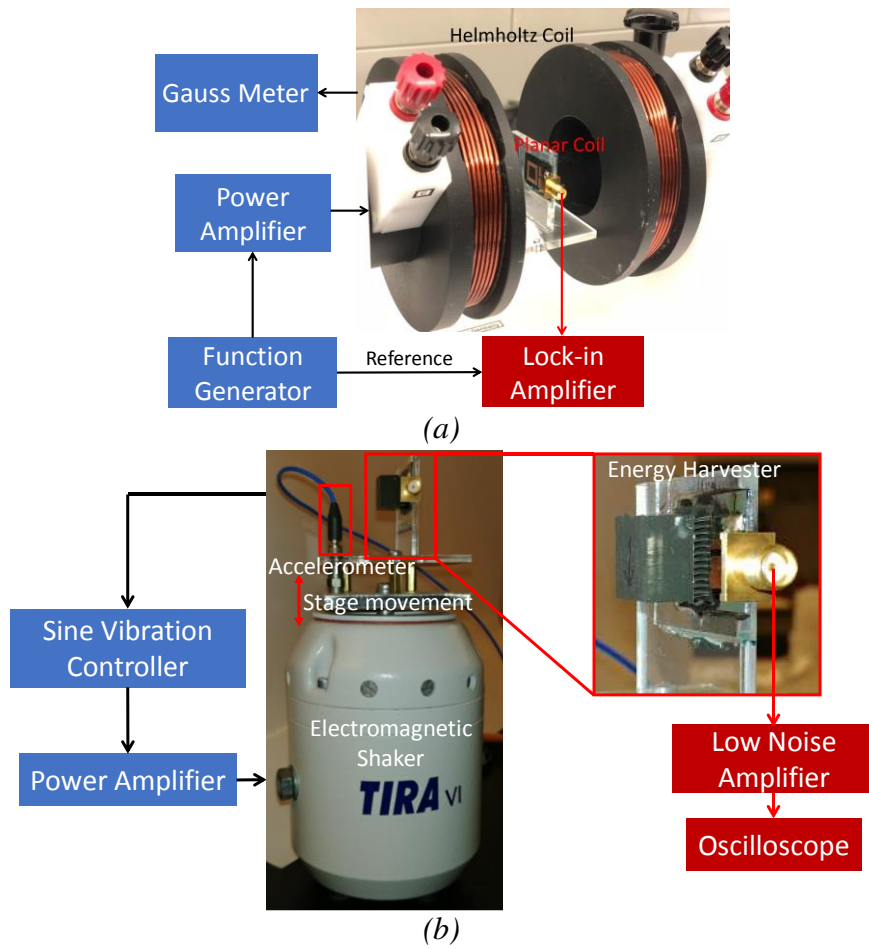 Helmholtz Coil
Gauss Meter
Planar Coil
Power
Amplifier
Function
Generator
Reference
Lock-in
Amplifier
(a)
Energy Harvester
Accelerometer
Stage movement
Sine Vibration
Controller
Electromagnetic
Shaker
Power Amplifier
TIRA VI
Low Noise
Amplifier
Oscilloscope
(b)